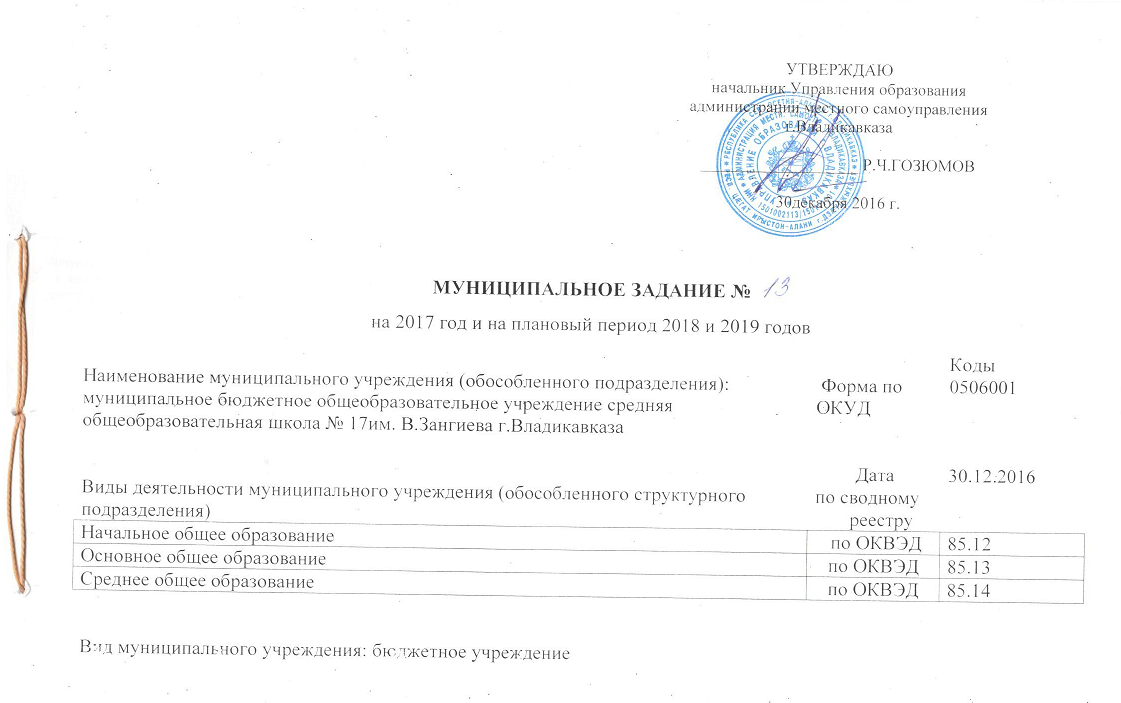 УТВЕРЖДАЮ
начальник Управления образования
администрации местного самоуправления
г.Владикавказа
Р.Ч.ГОЗЮМОВ
30декабря 2016 г.
МУНИЦИПАЛЬНОЕ ЗАДАНИЕ № 13
на 2017 год и на плановый период 2018 и 2019 годов
Коды
Наименование муниципального учреждения (обособленного подразделения): Форма по 0506001
муниципальное бюджетное общеобразовательное учреждение средняя ОКУД
общеобразовательная школа № 17им. В.Зангиева г.Владикавказа
Дата 30.12.2016
Виды деятельности муниципального учреждения (обособленного структурного по сводному
подразделения) реестру
Начальное общее образование по ОКВЭД 85.12
Основное общее образование по ОКВЭД 85.13
Среднее общее образование по ОКВЭД 85.14
Вид муниципального учреждения: бюджетное учреждение